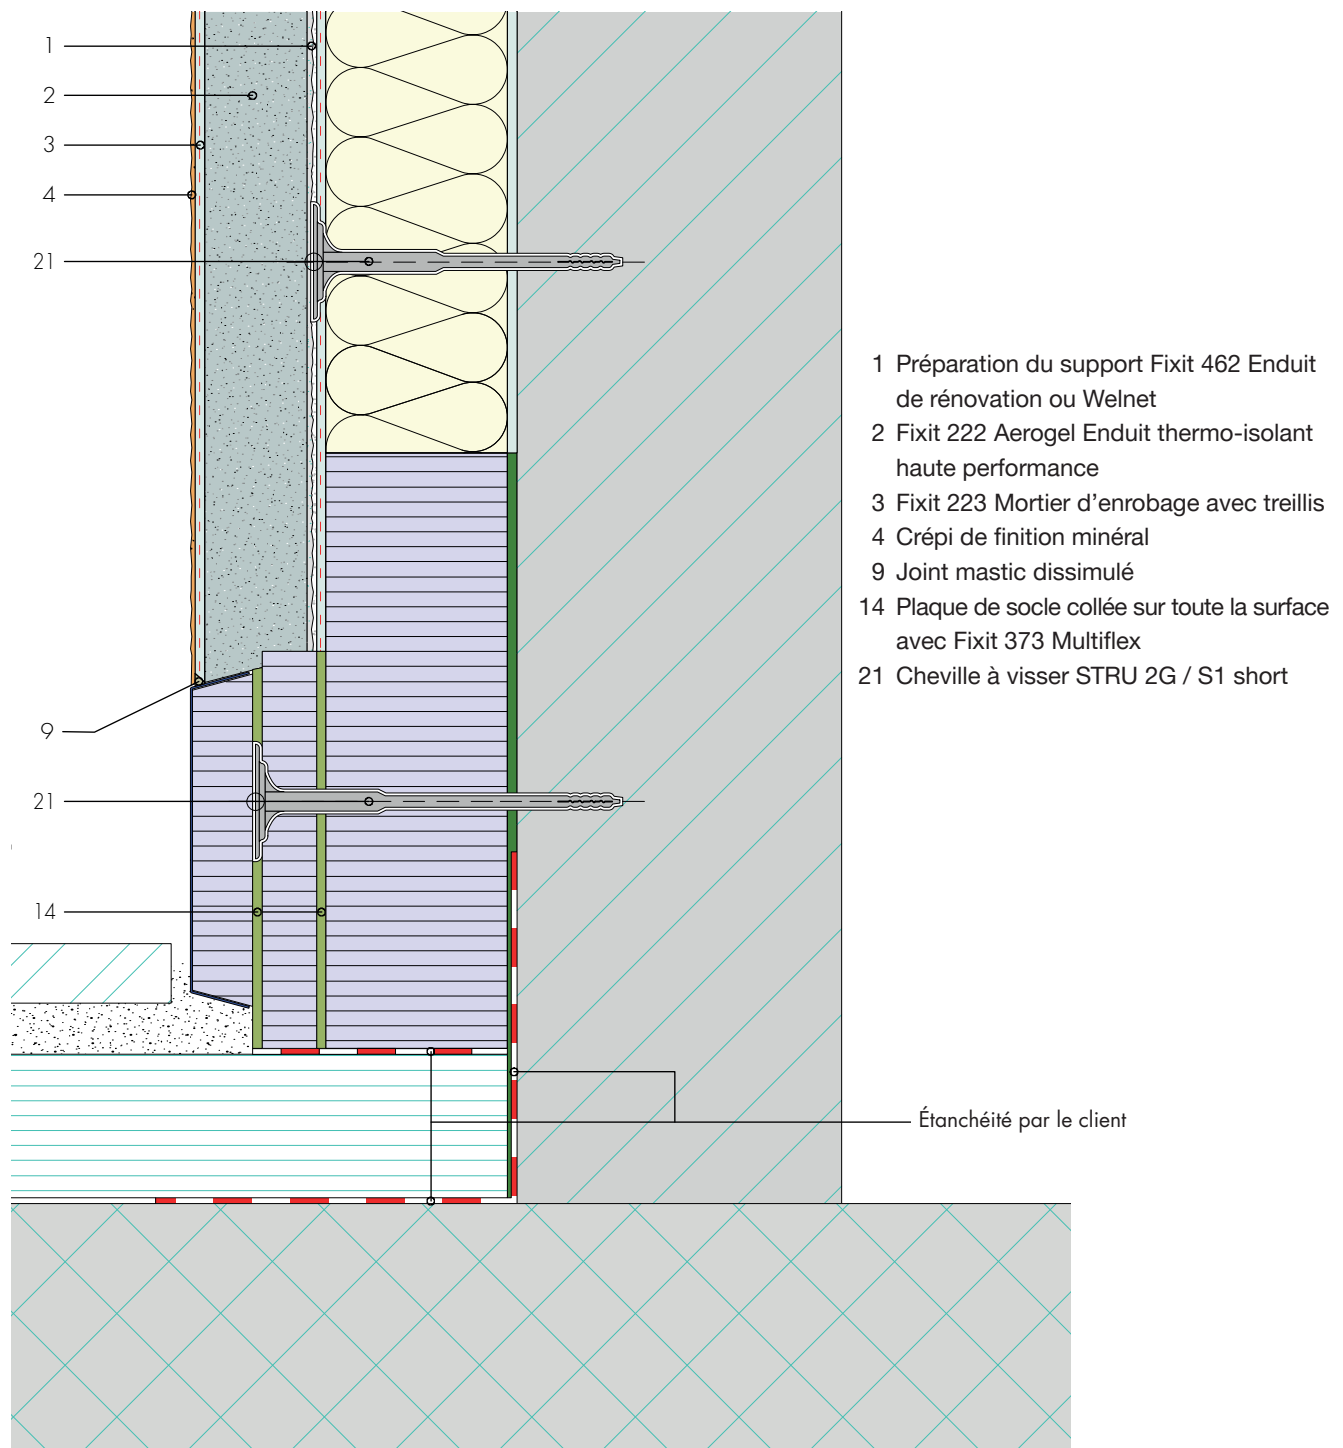 1
2
3
4
21
9
21
14
1 Préparation du support Fixit 462 Enduit
de rénovation ou Welnet
2 Fixit 222 Aerogel Enduit thermo-isolant
haute performance
3 Fixit 223 Mortier d’enrobage avec treillis
4 Crépi de finition minéral
9 Joint mastic dissimulé
14 Plaque de socle collée sur toute la surface
avec Fixit 373 Multiflex
21 Cheville à visser STRU 2G / S1 short
Étanchéité par le client